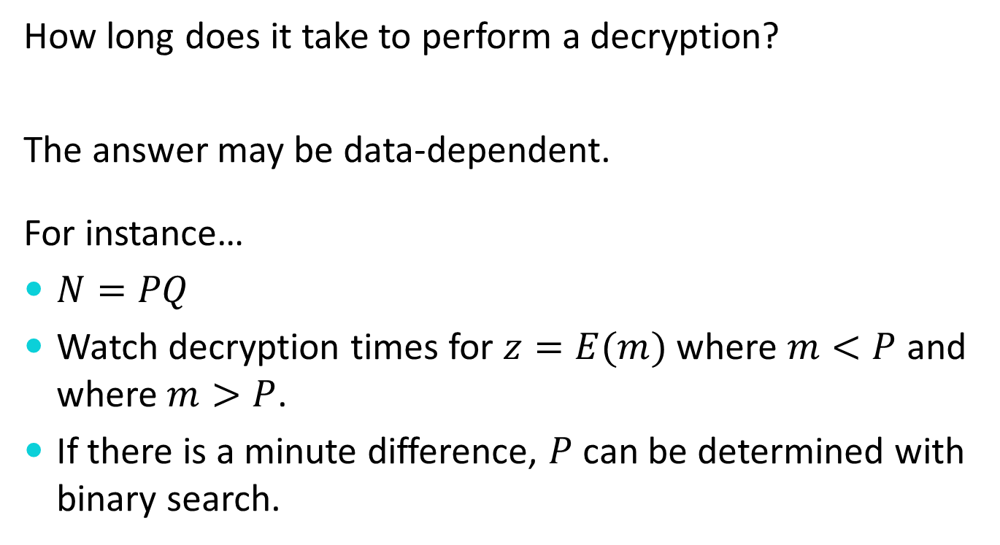 How long does it take to perform a decryption?
The answer may be data-dependent.
For instance...
• N = PQ
• Watch decryption times for z = E(m) where m < P and
where m > P.
• If there is a minute difference, P can be determined with
binary search.